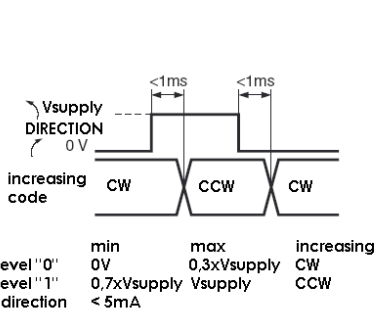 <1ms <1ms
Vsupply
DIRECTION
0 V
increasing code
CW CCW CW
min max increasing
evel "0" 0V 0,3xVsupply CW
evel "1" 0,7xVsupply Vsupply CCW
direction < 5mA